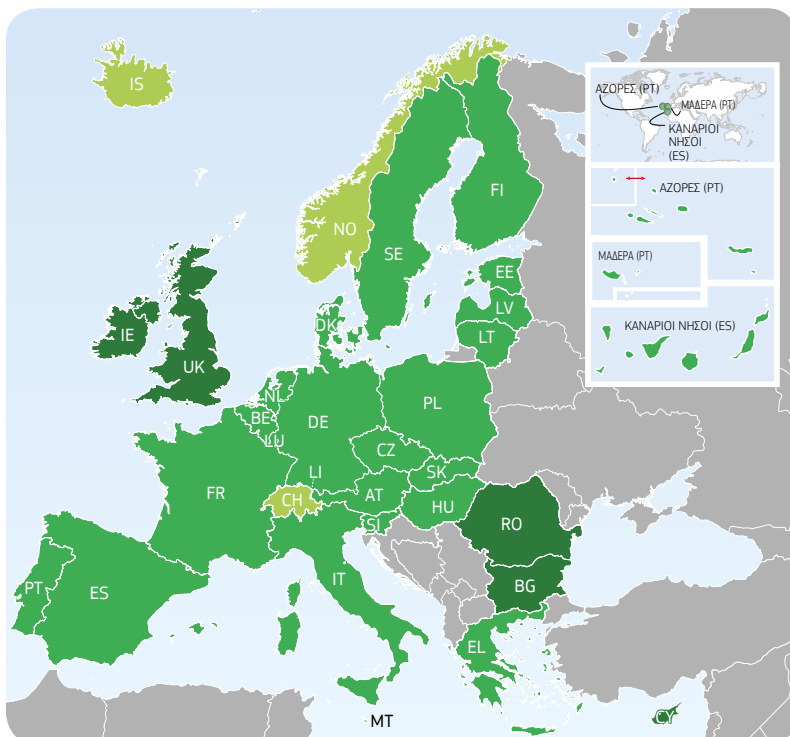 IS
NO
SE
FI
EE
LV
LT
DK
IE
UK
NL
BE
LU
DE
PL
CZ
SK
LI
FR
CH
AT
HU
SI
RO
BG
IT
PT
ES
EL
MT
CY
ΑΖΟΡΕΣ (PT)
ΜΑΔΕΡΑ (PT)
ΚΑΝΑΡΙΟΙ
ΝΗΣΟΙ
(ES)
ΑΖΟΡΕΣ (PT)
ΜΑΔΕΡΑ (PT)
ΚΑΝΑΡΙΟΙ ΝΗΣΟΙ (ES)